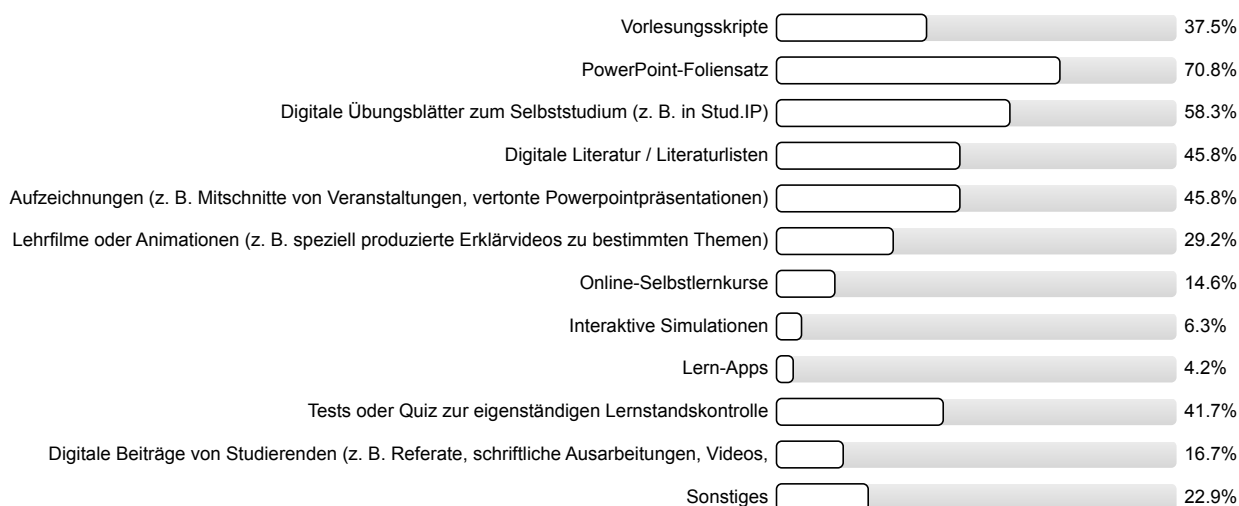 Vorlesungsskripte 37.5%
PowerPoint-Foliensatz 70.8%
Digitale Übungsblätter zum Selbststudium (z. B. in Stud.IP) 58.3%
Digitale Literatur / Literaturlisten 45.8%
Aufzeichnungen (z. B. Mitschnitte von Veranstaltungen, vertonte Powerpointpräsentationen) 45.8%
Lehrfilme oder Animationen (z. B. speziell produzierte Erklärvideos zu bestimmten Themen) 29.2%
Online-Selbstlernkurse 14.6%
Interaktive Simulationen 6.3%
Lern-Apps 4.2%
Tests oder Quiz zur eigenständigen Lernstandskontrolle 41.7%
Digitale Beiträge von Studierenden (z. B. Referate, schriftliche Ausarbeitungen, Videos, 16.7%
Sonstiges 22.9%